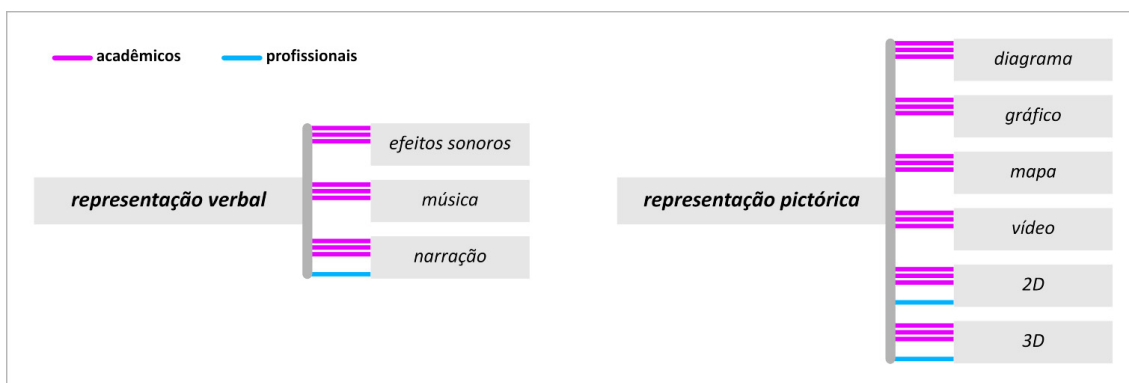 acadêmicos
profissionais
representação verbal
efeitos sonoros
música
narração
representação pictórica
diagrama
gráfico
mapa
vídeo
2D
3D